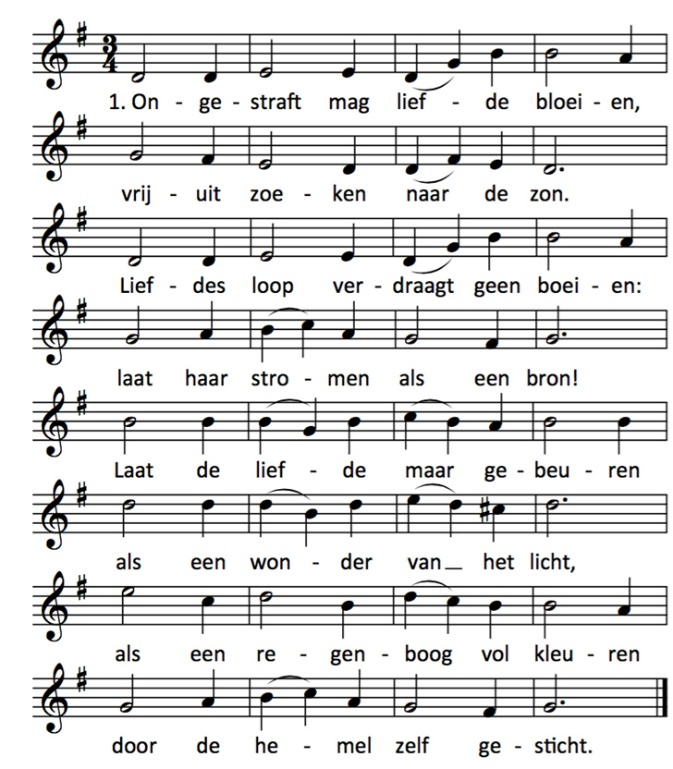 3/4
1. On - ge - straft mag lief - de bloei - en,
vrij - uit zoe - ken naar de zon.
Lief - des loop ver - draagt geen boei - en:
laat haar stro - men als een bron!
Laat de lief - de maar ge - beu - ren
als een won - der van_ het licht,
als een re - gen - boog vol kleu - ren
door de he - mel zelf ge - sticht.